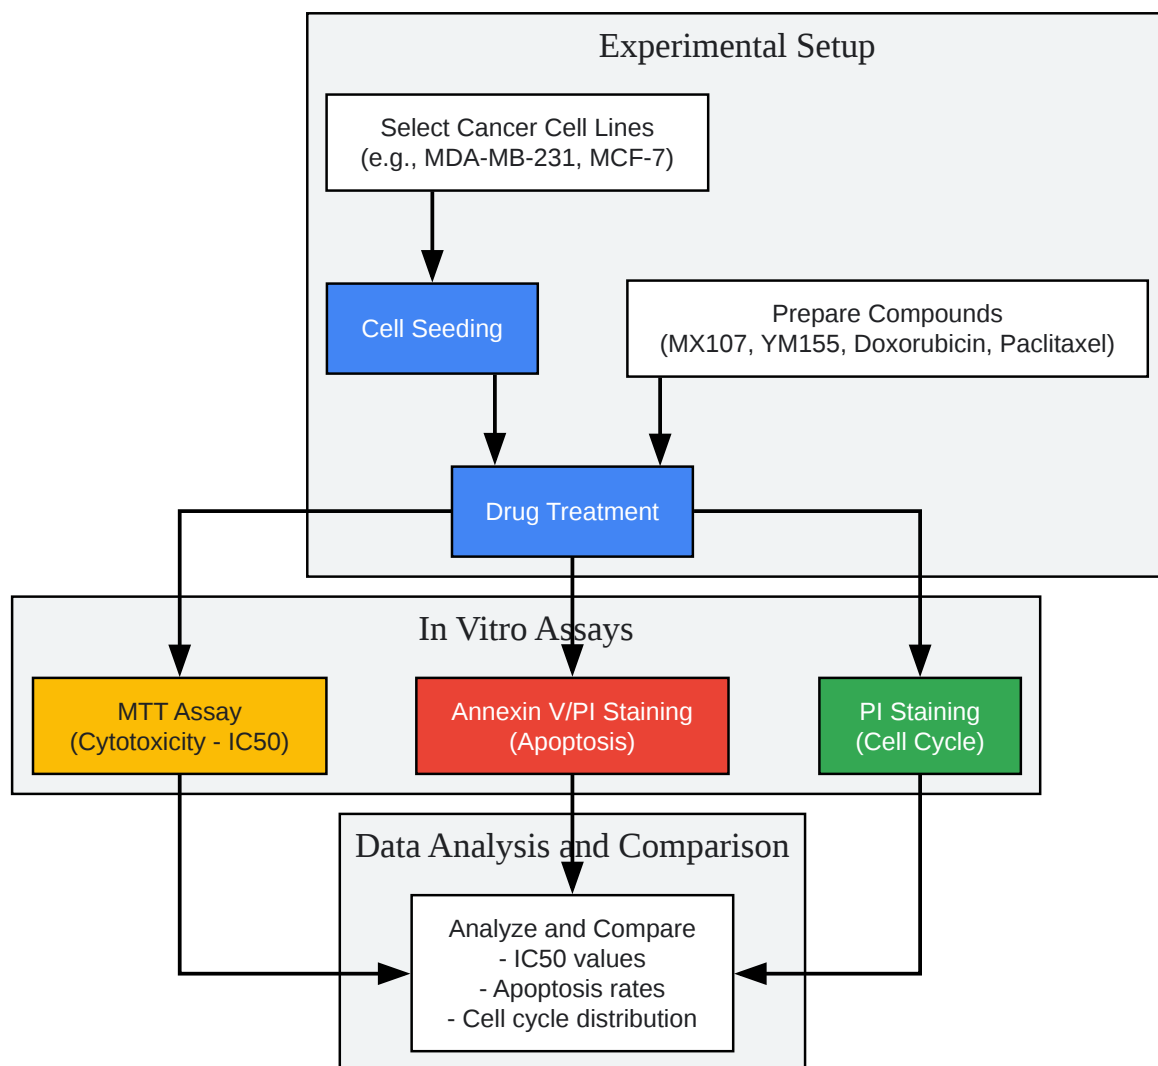 Experimental Setup
Select Cancer Cell Lines
(e.g., MDA-MB-231, MCF-7)
Cell Seeding
Prepare Compounds
(MX107, YM155, Doxorubicin, Paclitaxel)
Drug Treatment
In Vitro Assays
MTT Assay
(Cytotoxicity - IC50)
Annexin V/PI Staining
(Apoptosis)
PI Staining
(Cell Cycle)
Data Analysis and Comparison
Analyze and Compare
- IC50 values
- Apoptosis rates
- Cell cycle distribution